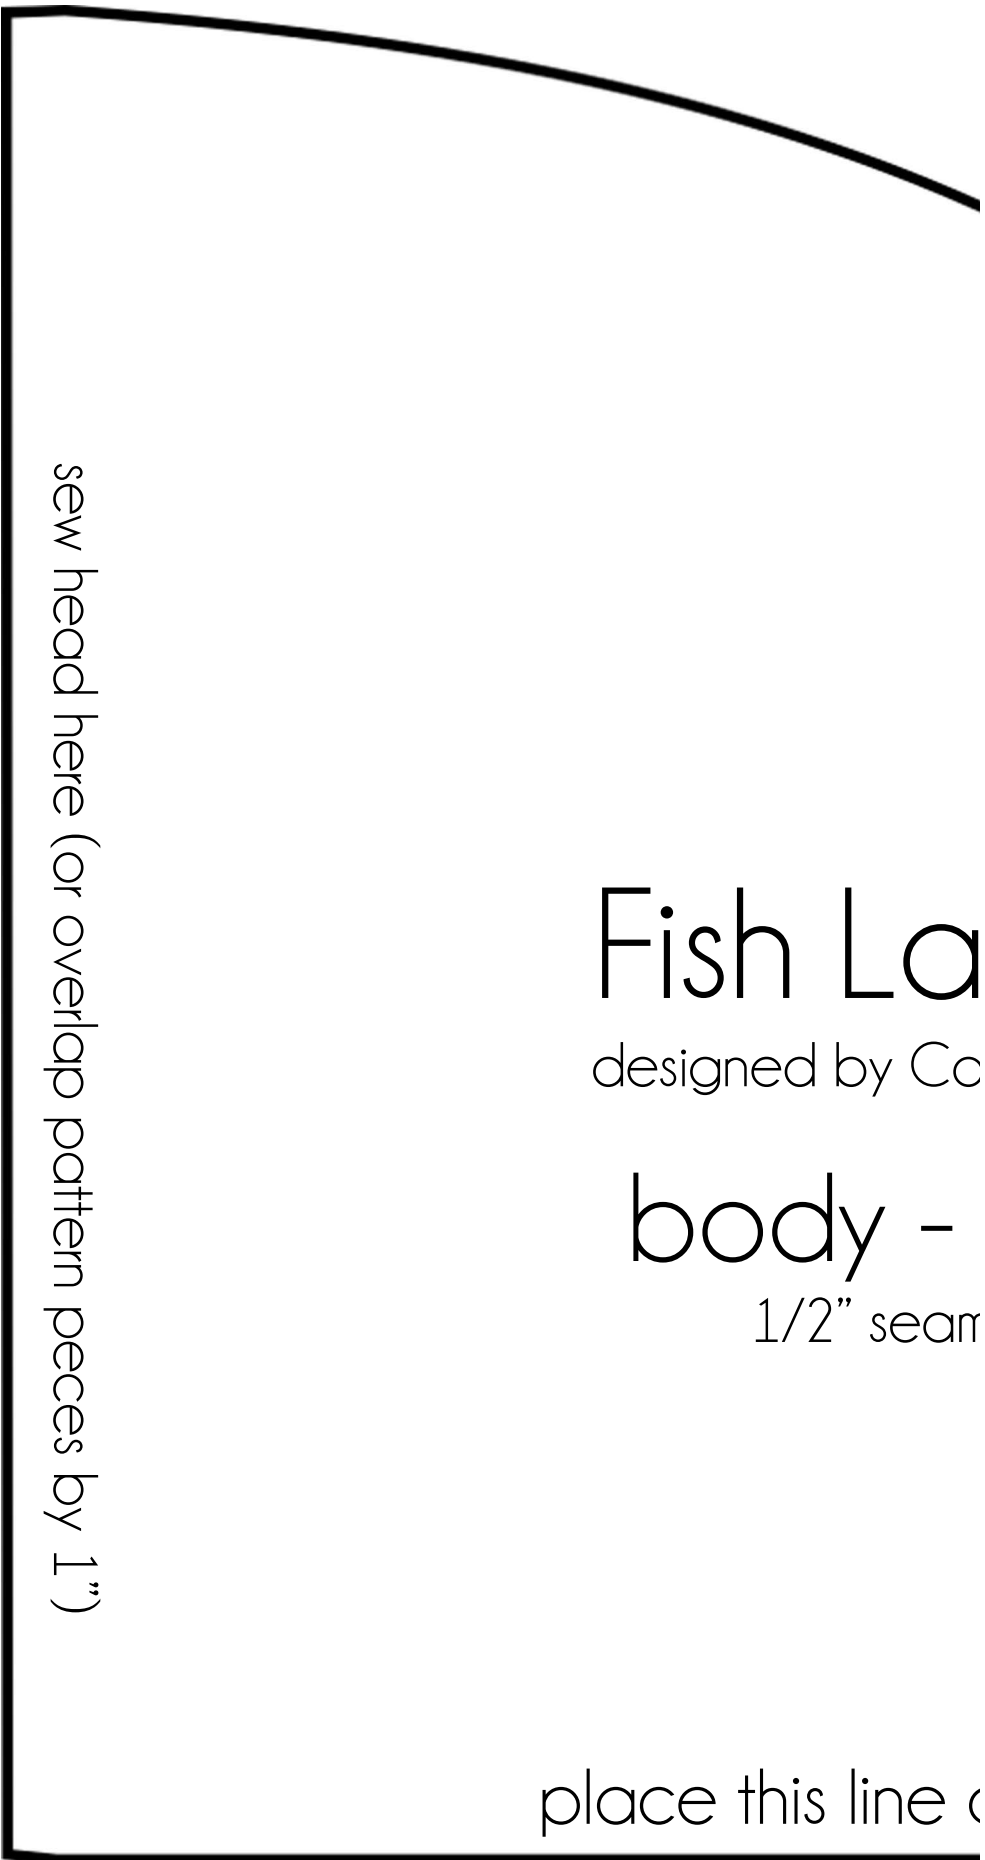 sew head here (or overlap pattern peces by 1”)
Fish La
designed by Co
body -
1/2” seam
place this line